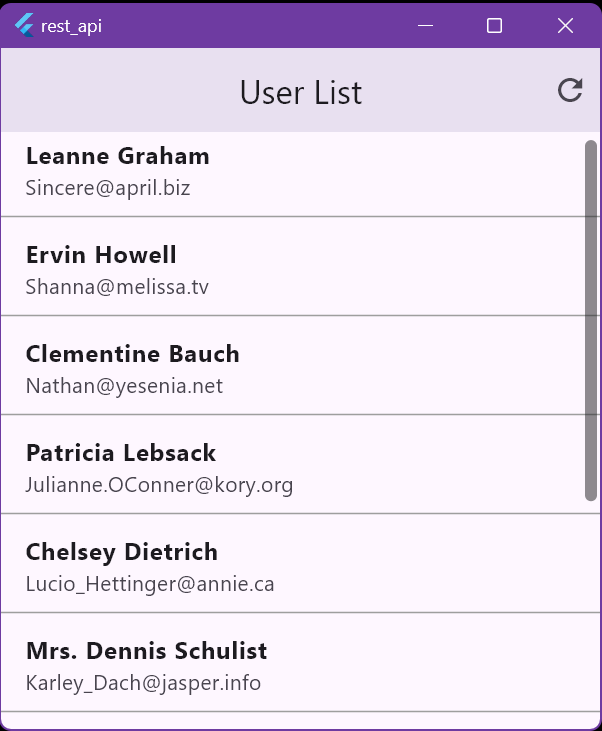 rest_api
User List
Leanne Graham
Sincere@april.biz
Ervin Howell
Shanna@melissa.tv
Clementine Bauch
Nathan@yesenia.net
Patricia Lebsack
Julianne.OConner@kory.org
Chelsey Dietrich
Lucio_Hettinger@annie.ca
Mrs. Dennis Schulist
Karley_Dach@jasper.info